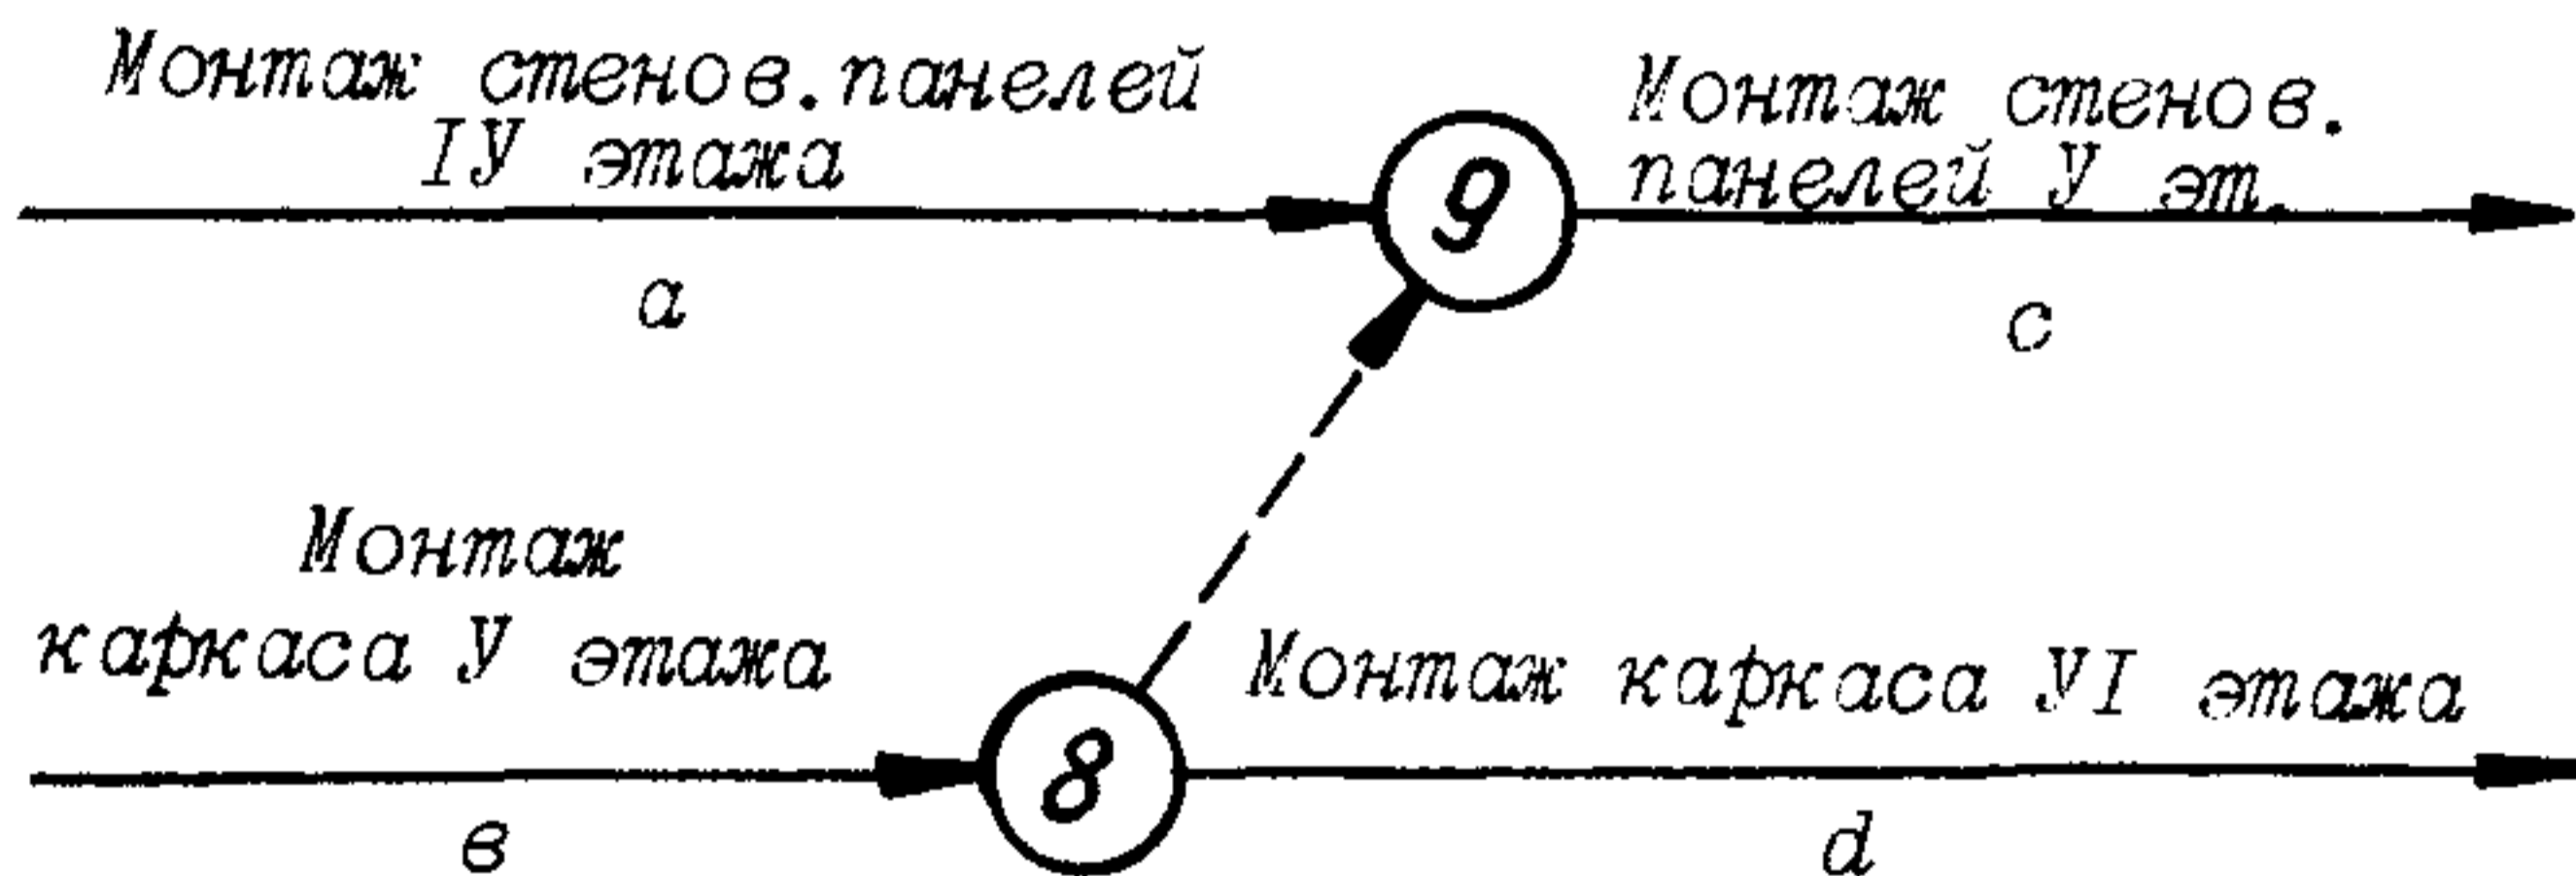 Монтаж стенов. панелей
IУ этажа
а
9
Монтаж стенов.
панелей У эт.
с
Монтаж
каркаса У этажа
в
8
Монтаж каркаса УI этажа
d